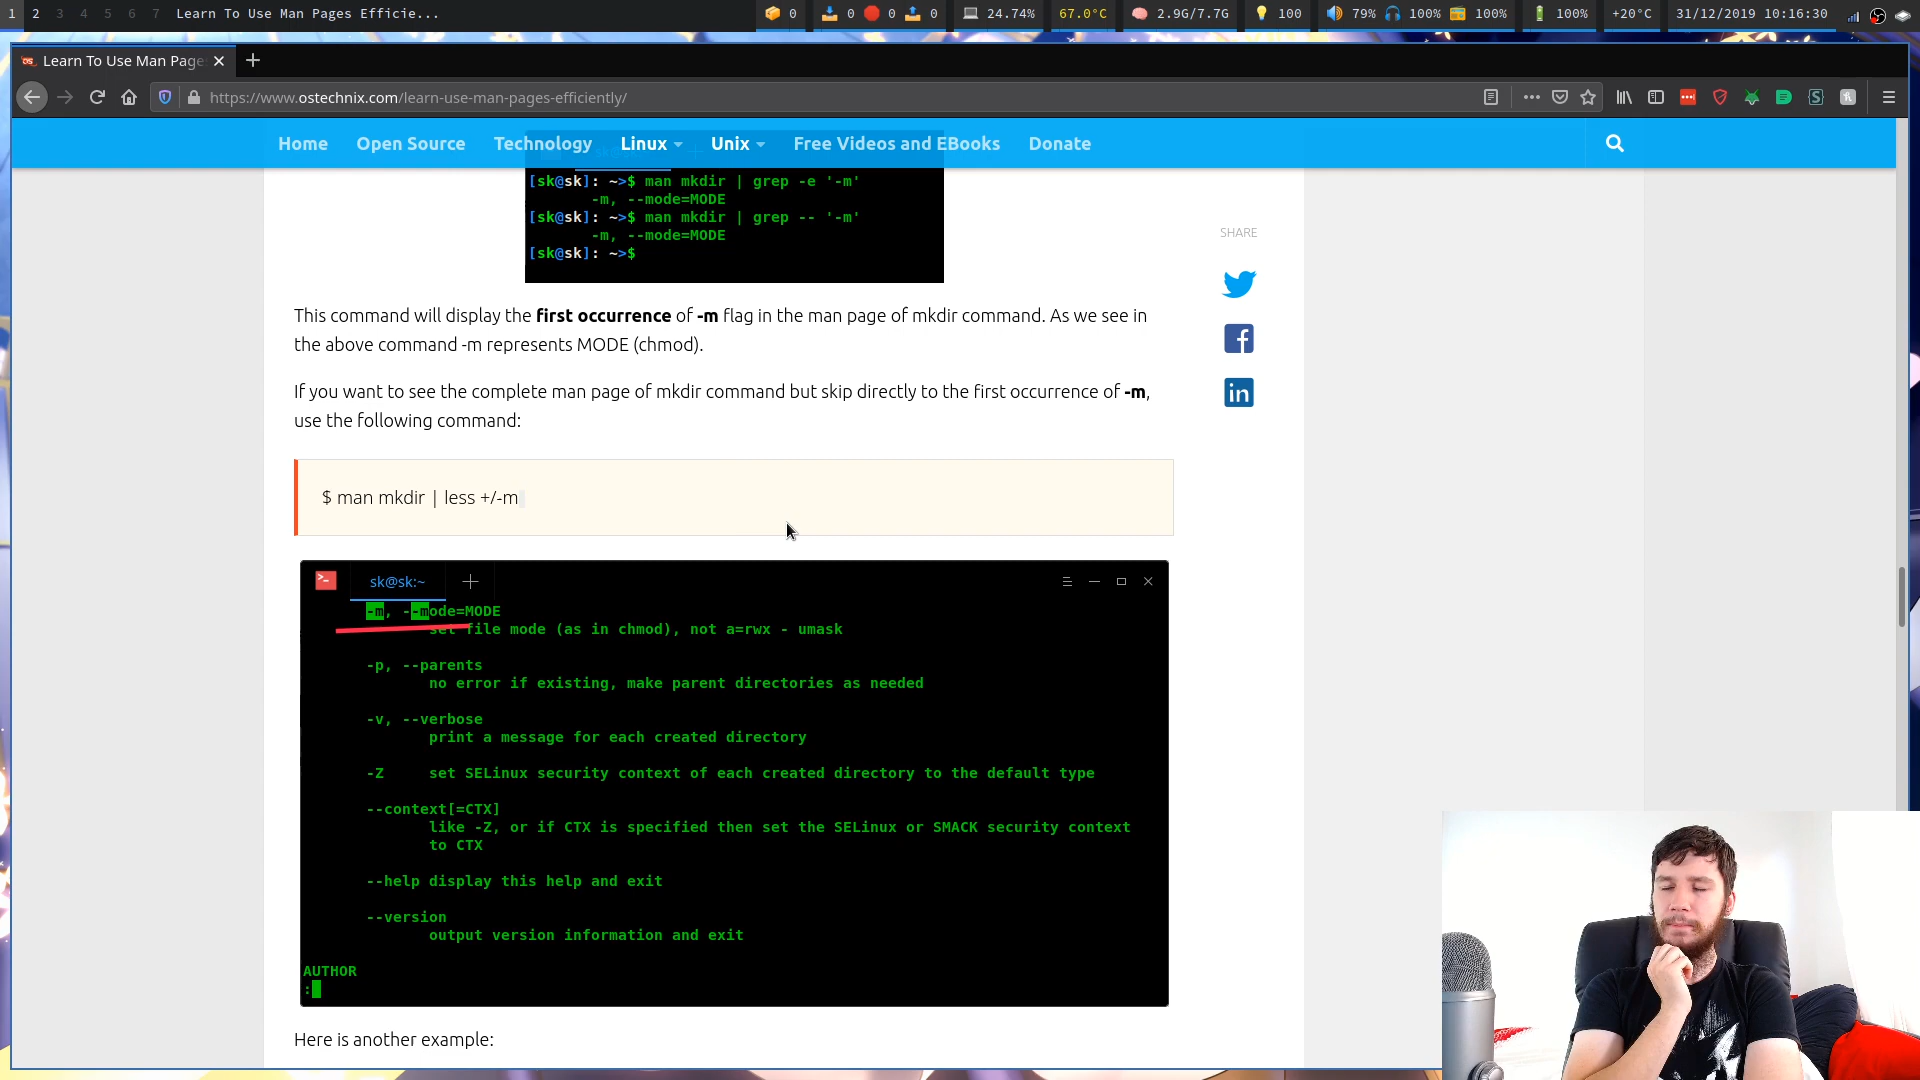 1 2 3 4 5 6 7 Learn To Use Man Pages Efficie... 0 0 0 0 24.74% 67.0°C 2.9G/7.7G 100 79% 100% 100% 100% +20°C 31/12/2019 10:16:30
Learn To Use Man Page
https://www.ostechnix.com/learn-use-man-pages-efficiently/
Home Open Source Technology Linux Unix Free Videos and EBooks Donate
[sk@sk]: ~>$ man mkdir | grep -e '-m'
-m, --mode=MODE
[sk@sk]: ~>$ man mkdir | grep -- '-m'
-m, --mode=MODE
[sk@sk]: ~>$
SHARE
This command will display the first occurrence of -m flag in the man page of mkdir command. As we see in
the above command -m represents MODE (chmod).
If you want to see the complete man page of mkdir command but skip directly to the first occurrence of -m,
use the following command:
$ man mkdir | less +/-m
sk@sk:~
-m, --mode=MODE
set file mode (as in chmod), not a=rwx - umask
-p, --parents
no error if existing, make parent directories as needed
-v, --verbose
print a message for each created directory
-Z set SELinux security context of each created directory to the default type
--context[=CTX]
like -Z, or if CTX is specified then set the SELinux or SMACK security context
to CTX
--help display this help and exit
--version
output version information and exit
AUTHOR
:
Here is another example: